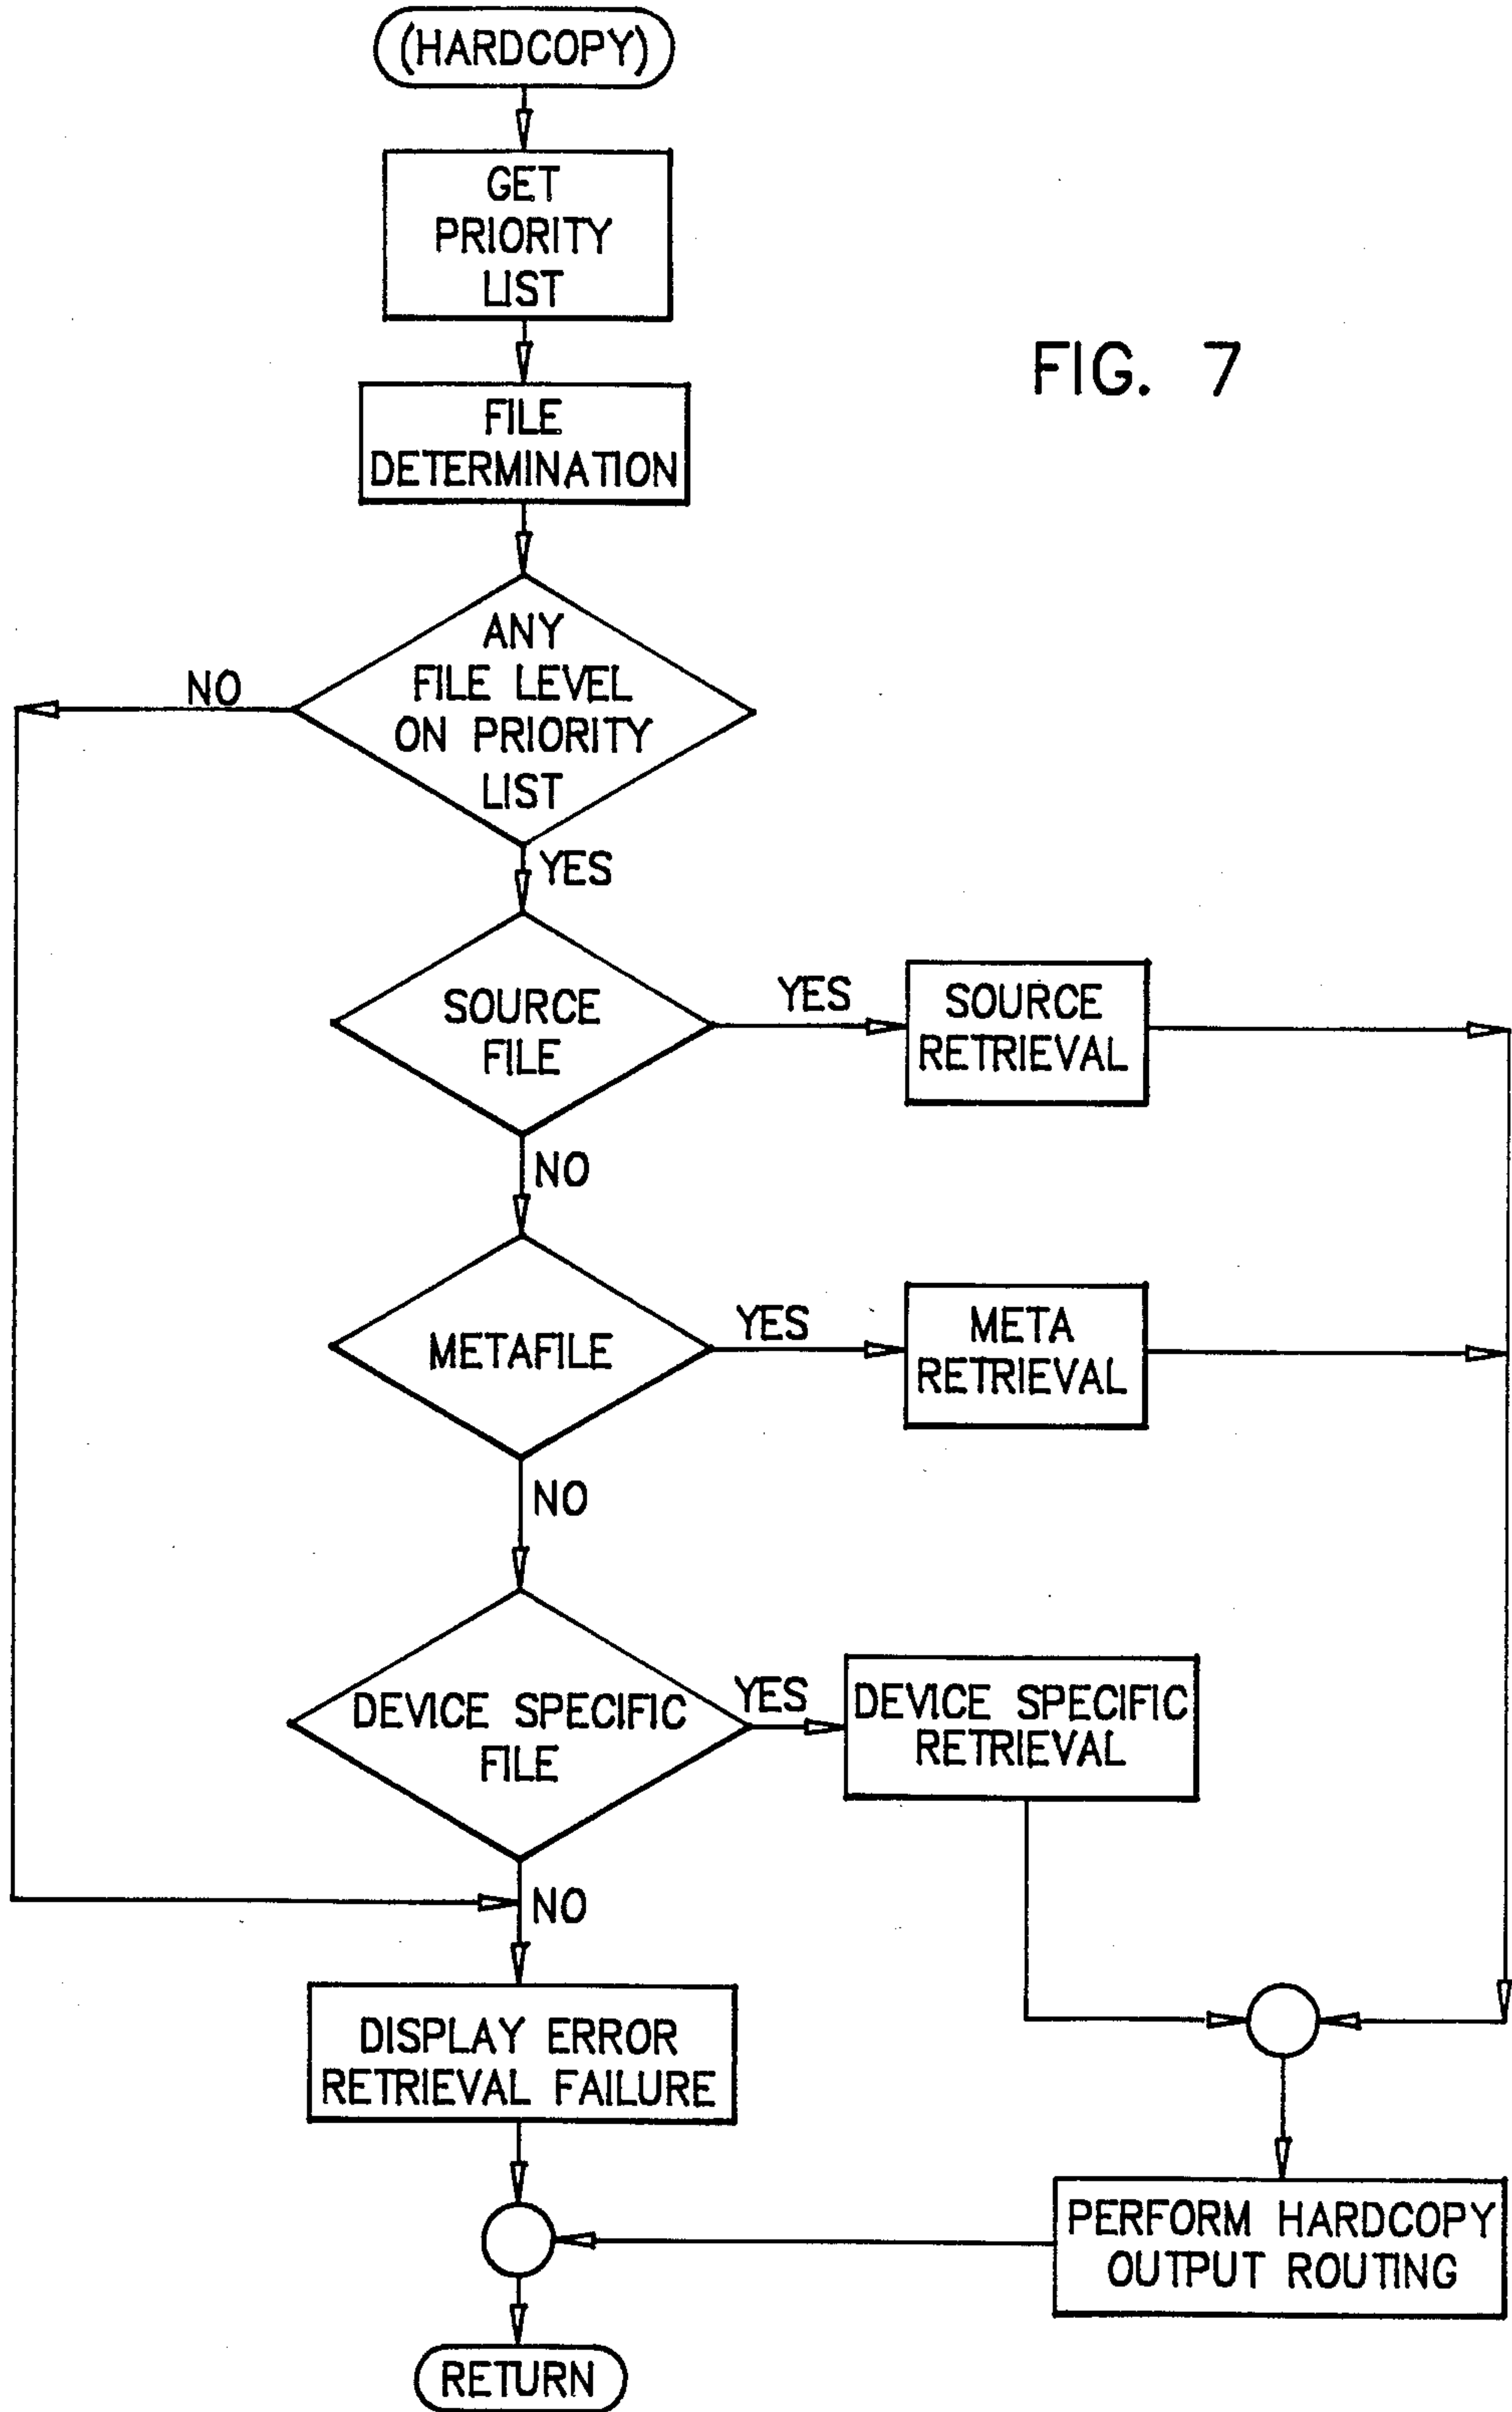 (HARDCOPY)
GET
PRIORITY
LIST
FIG. 7
FILE
DETERMINATION
ANY
FILE LEVEL
ON PRIORITY
LIST
NO
YES
SOURCE
FILE
YES
SOURCE
RETRIEVAL
NO
METAFILE
YES
META
RETRIEVAL
NO
DEVICE SPECIFIC
FILE
YES
DEVICE SPECIFIC
RETRIEVAL
NO
DISPLAY ERROR
RETRIEVAL FAILURE
PERFORM HARDCOPY
OUTPUT ROUTING
RETURN